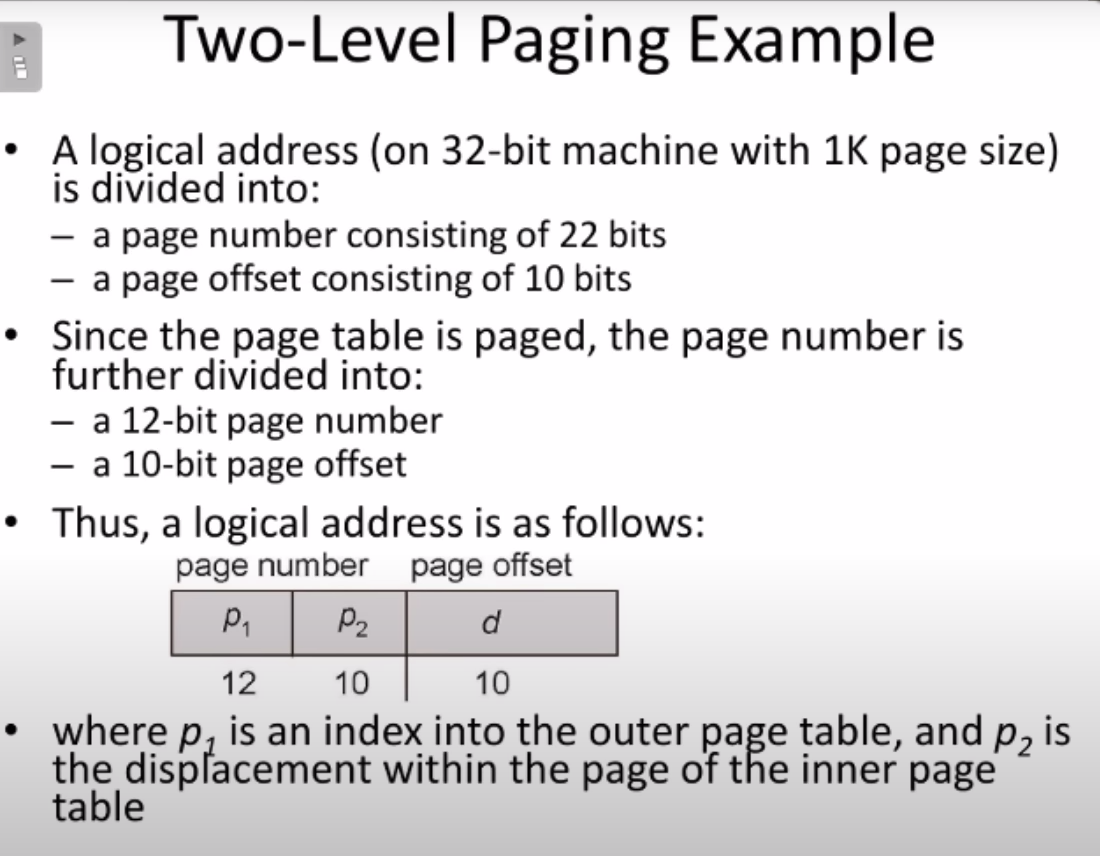 Two-Level Paging Example
• A logical address (on 32-bit machine with 1K page size)
is divided into:
– a page number consisting of 22 bits
– a page offset consisting of 10 bits
• Since the page table is paged, the page number is
further divided into:
– a 12-bit page number
– a 10-bit page offset
• Thus, a logical address is as follows:
page number page offset
p₁ p₂ d
12 10 10
• where p₁ is an index into the outer page table, and p₂ is
the displacement within the page of the inner page
table